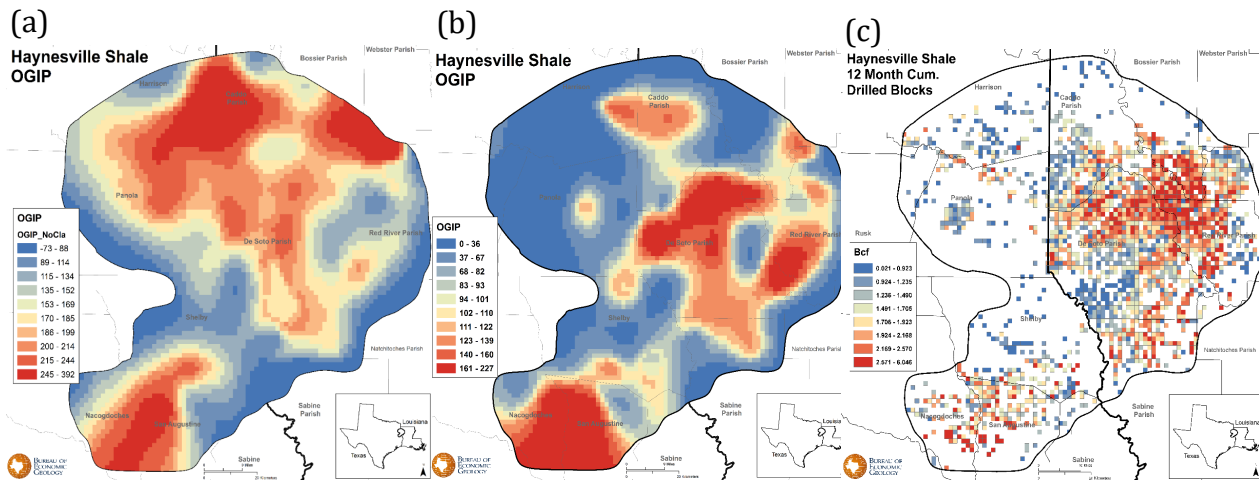 (a)
Haynesville Shale
OGIP
Bossier Parish
Webster Parish
Harrison
Parish
Panola
De Soto Parish
Red River Parish
Shelby
Natchitoches Parish
Nacogdoches
San Augustine
Sabine
Parish
Sabine
OGIP
OGIP_NoCla
-73 - 88
89 - 114
115 - 134
135 - 152
153 - 169
170 - 185
186 - 199
200 - 214
215 - 244
245 - 392
BUREAU OF
ECONOMIC
GEOLOGY
Texas
Louisiana
(b)
Haynesville Shale
OGIP
Bossier Parish
Webster Parish
Caddo
Parish
De Soto Parish
Red River Parish
Rusk
Shelby
Natchitoches Parish
Nacogdoches
San Augustine
Sabine
Parish
Sabine
OGIP
0 - 36
37 - 67
68 - 82
83 - 93
94 - 101
102 - 110
111 - 122
123 - 139
140 - 160
161 - 227
BUREAU OF
ECONOMIC
GEOLOGY
Texas
Louisiana
(c)
Haynesville Shale
12 Month Cum.
Drilled Blocks
Bossier Parish
Webster Parish
Harrison
Caddo
Parish
Panola
De Soto Parish
Red River Parish
Shelby
Natchitoches Parish
Nacogdoches
San Augustine
Sabine
Parish
Sabine
Bcf
0.021 - 0.923
0.924 - 1.235
1.236 - 1.490
1.491 - 1.705
1.706 - 1.923
1.924 - 2.168
2.169 - 2.570
2.571 - 6.046
BUREAU OF
ECONOMIC
GEOLOGY
Texas
Louisiana